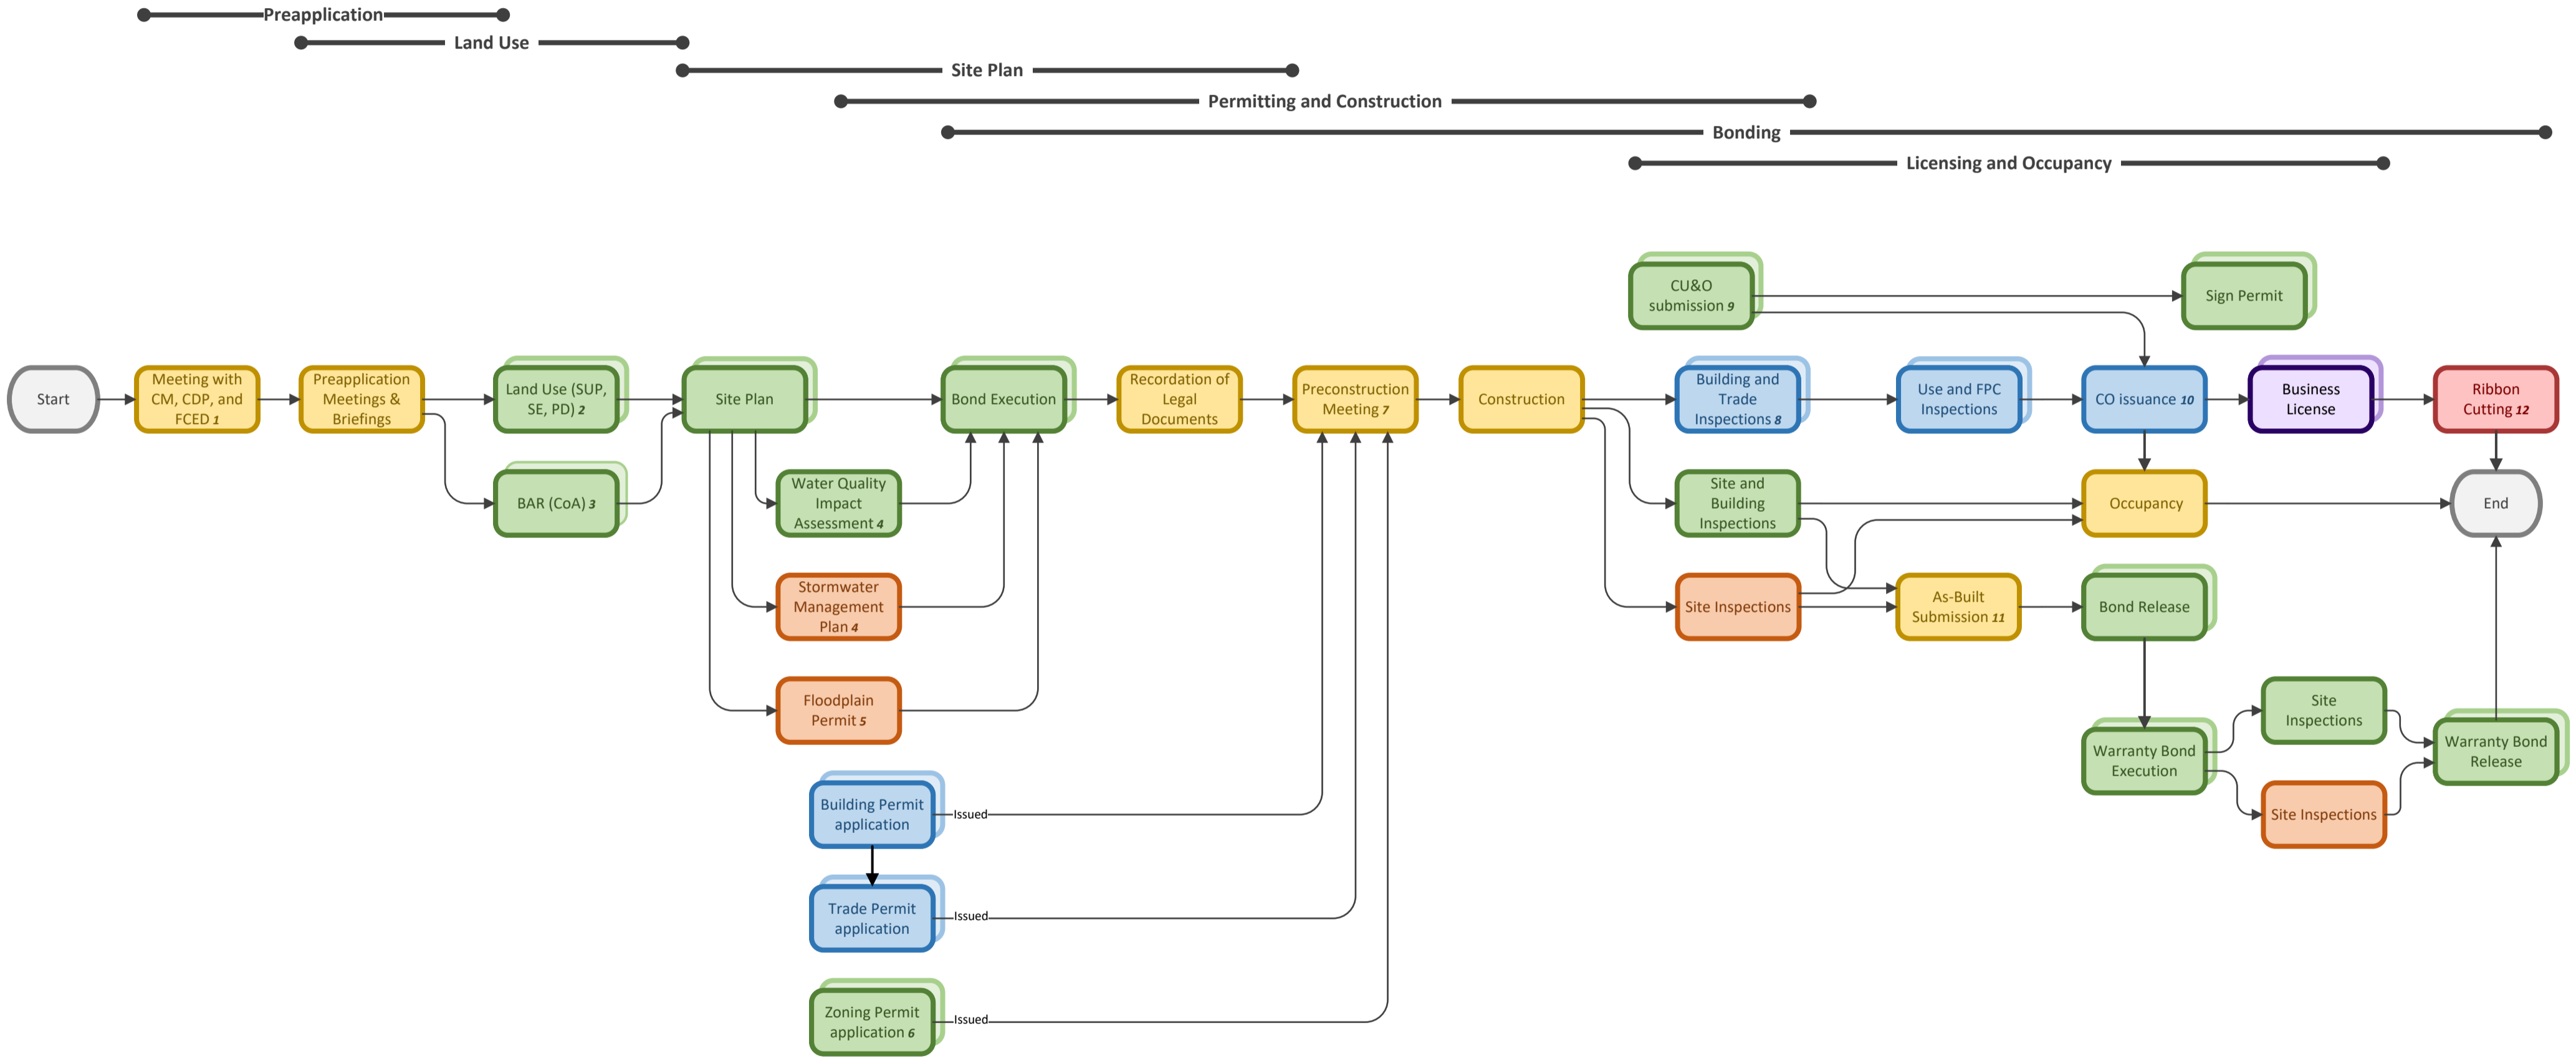 Preapplication
Land Use
Site Plan
Permitting and Construction
Bonding
Licensing and Occupancy
CU&O
submission 9
Sign Permit
Start
Meeting with
CM, CDP, and
FCED 1
Preapplication
Meetings &
Briefings
Land Use (SUP,
SE, PD) 2
Site Plan
Bond Execution
Recordation of
Legal
Documents
Preconstruction
Meeting 7
Construction
Building and
Trade
Inspections 8
Use and FPC
Inspections
CO issuance 10
Business
License
Ribbon
Cutting 12
BAR (CoA) 3
Water Quality
Impact
Assessment 4
Site and
Building
Inspections
Occupancy
End
Stormwater
Management
Plan 4
Site Inspections
As-Built
Submission 11
Bond Release
Floodplain
Permit 5
Site
Inspections
Warranty Bond
Execution
Warranty Bond
Release
Building Permit
application
Issued
Site Inspections
Trade Permit
application
Issued
Zoning Permit
application 6
Issued